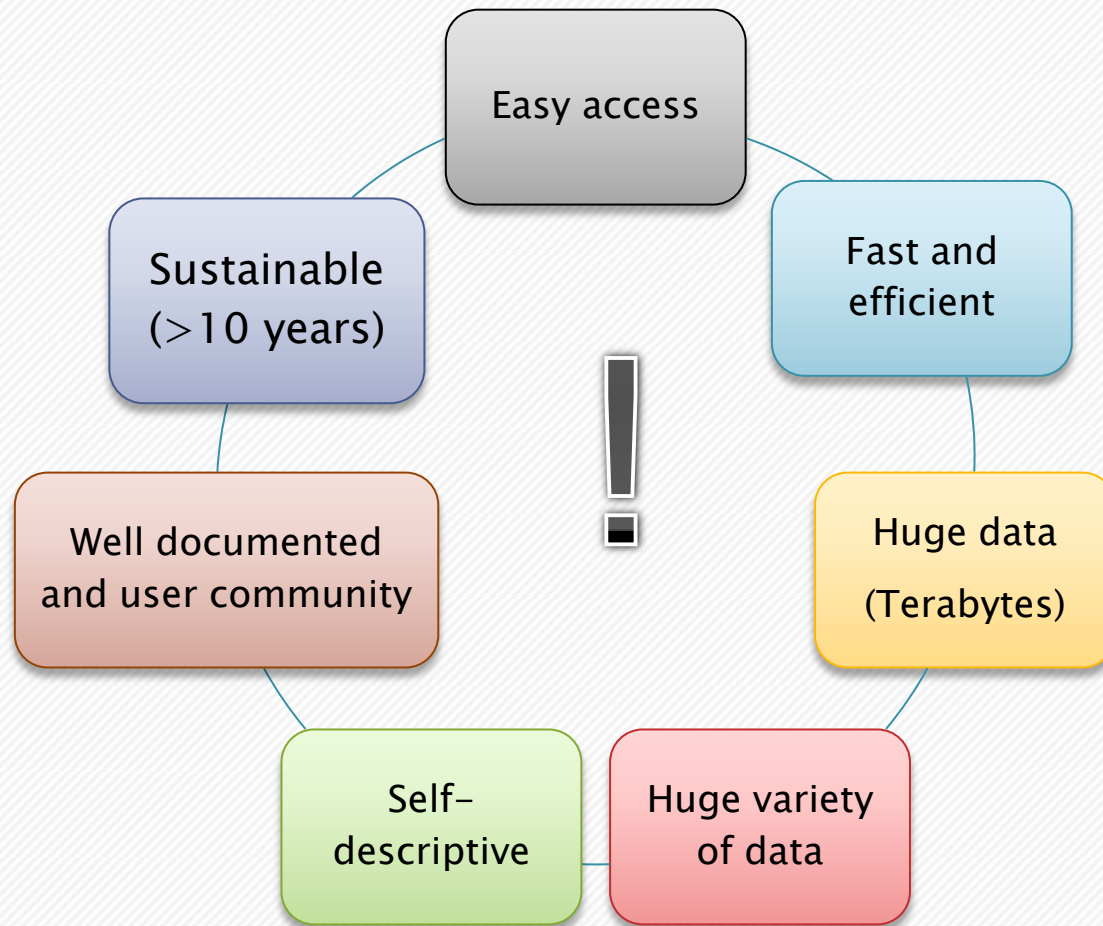 Easy access
Fast and
efficient
Huge data
(Terabytes)
Huge variety
of data
Self-
descriptive
Well documented
and user community
Sustainable
(>10 years)
!